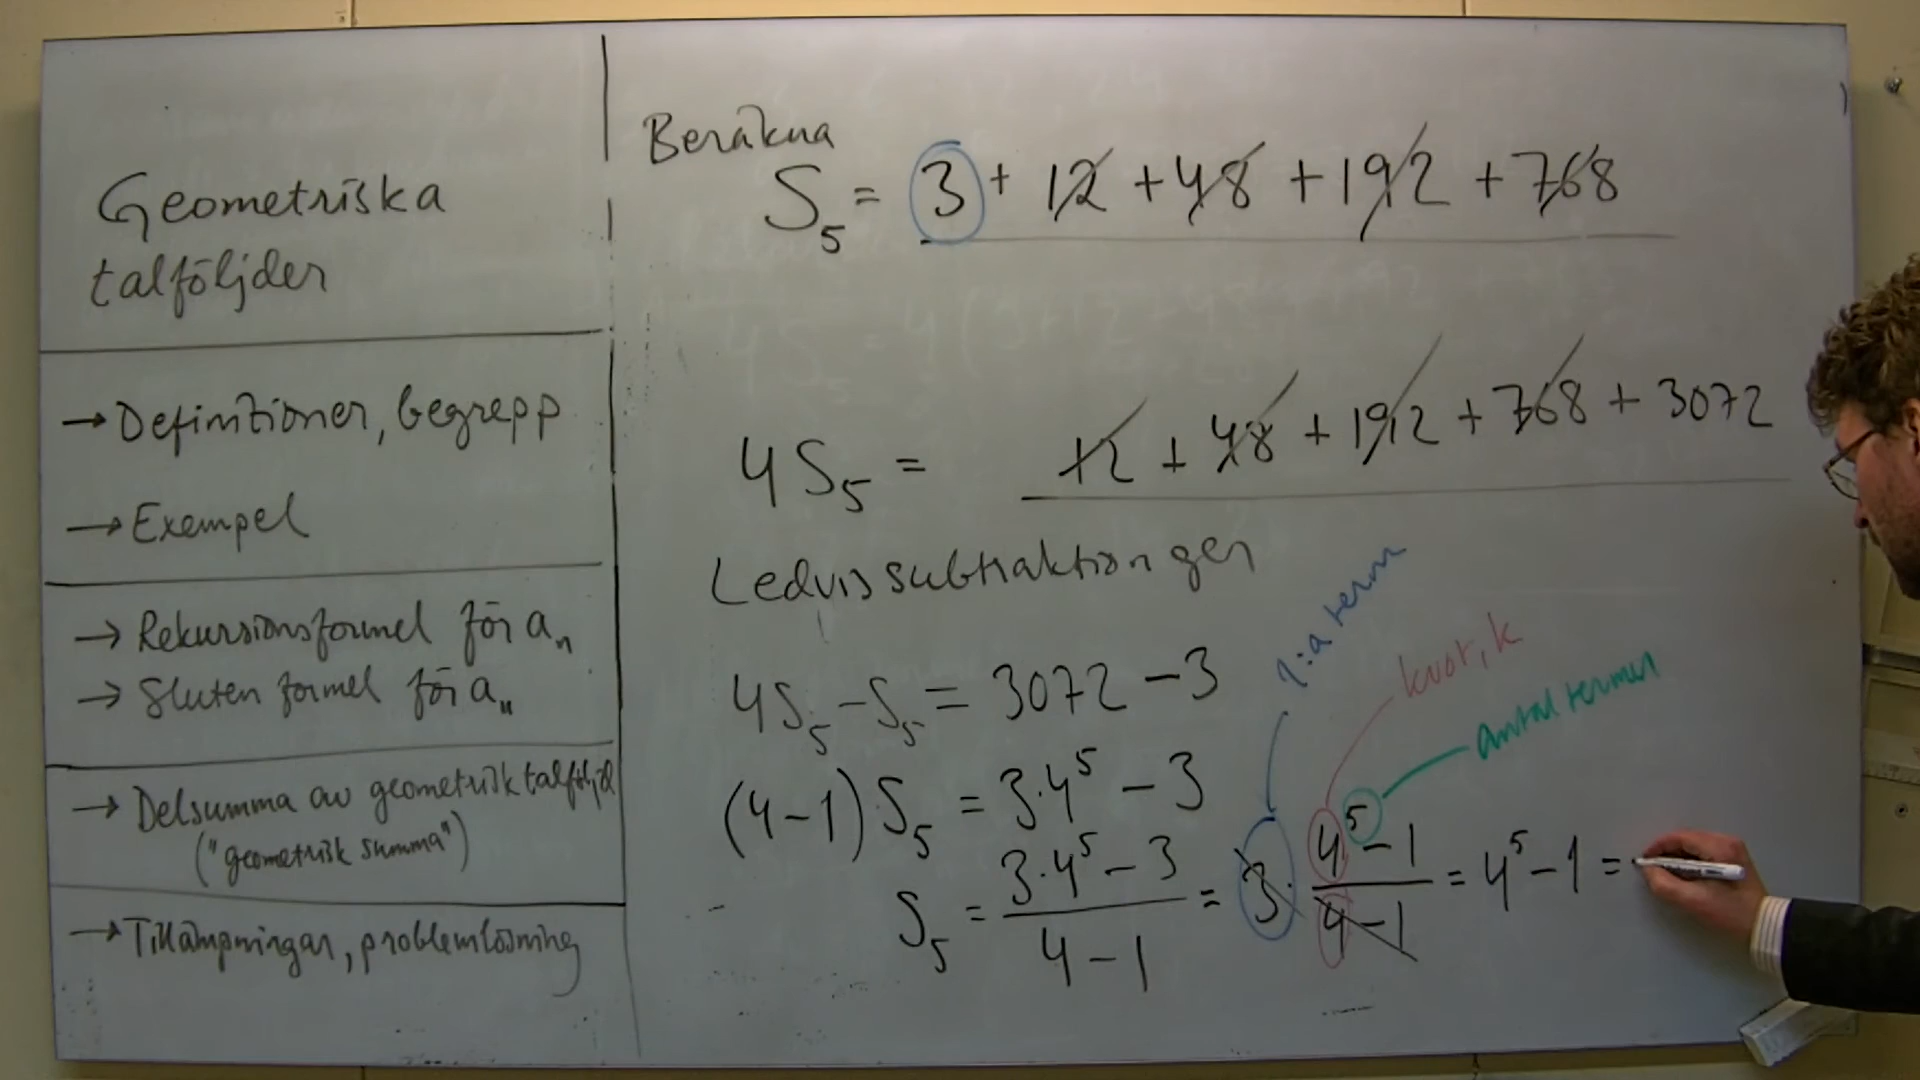 Geometriska
talföljder
→ Definitioner, begrepp
→ Exempel
→ Rekursionsformel för aₙ
→ Sluten formel för aₙ
→ Delsumma av geometrisk talföljd
("geometrisk summa")
→ Tillämpningar, problemlösning
Beräkna
S₅ = 3 + 12 + 48 + 192 + 768
4S₅ = 12 + 48 + 192 + 768 + 3072
Ledvis subtraktion ger
4S₅ - S₅ = 3072 - 3
(4-1) S₅ = 3·4⁵ - 3
S₅ = (3·4⁵ - 3)/(4 - 1) = 3 · (4⁵ - 1)/(4 - 1) = 4⁵ - 1 =
1:a term
kvot, k
antal termer